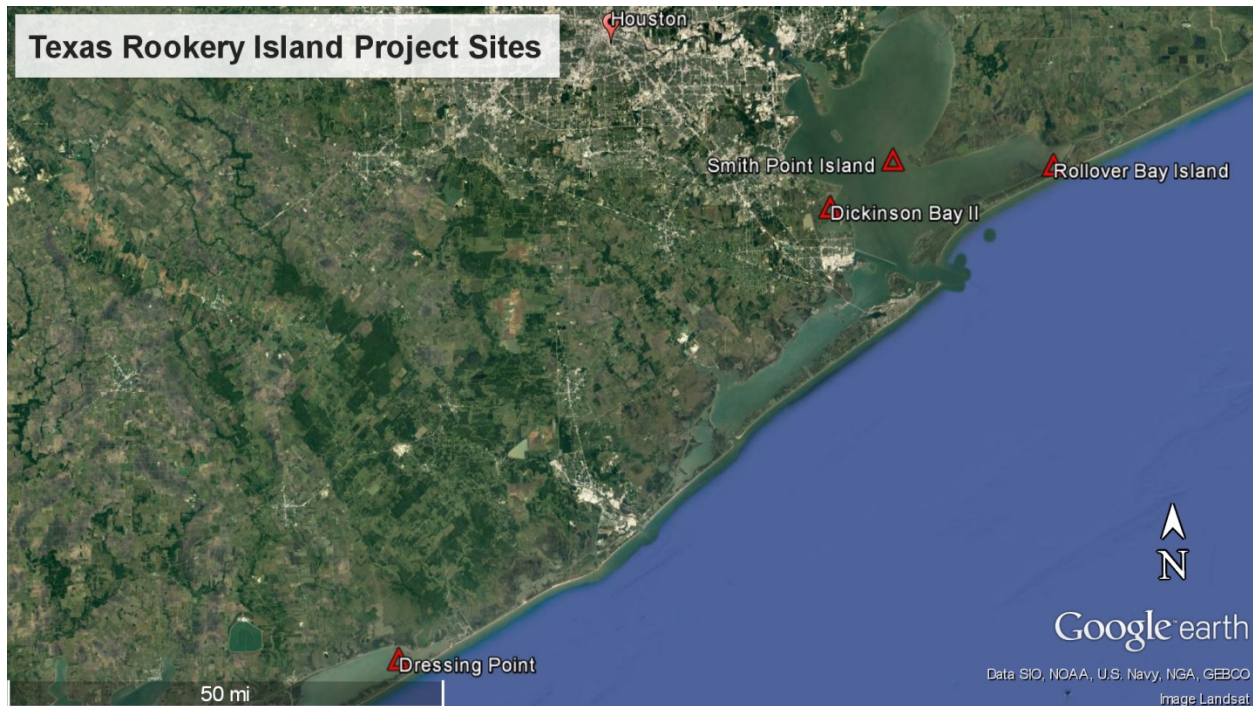 Houston
Texas Rookery Island Project Sites
Smith Point Island
Rollover Bay Island
Dickinson Bay II
N
Google earth
Dressing Point
Data SIO, NOAA, U.S. Navy, NGA, GEBCO
50 mi
Image Landsat